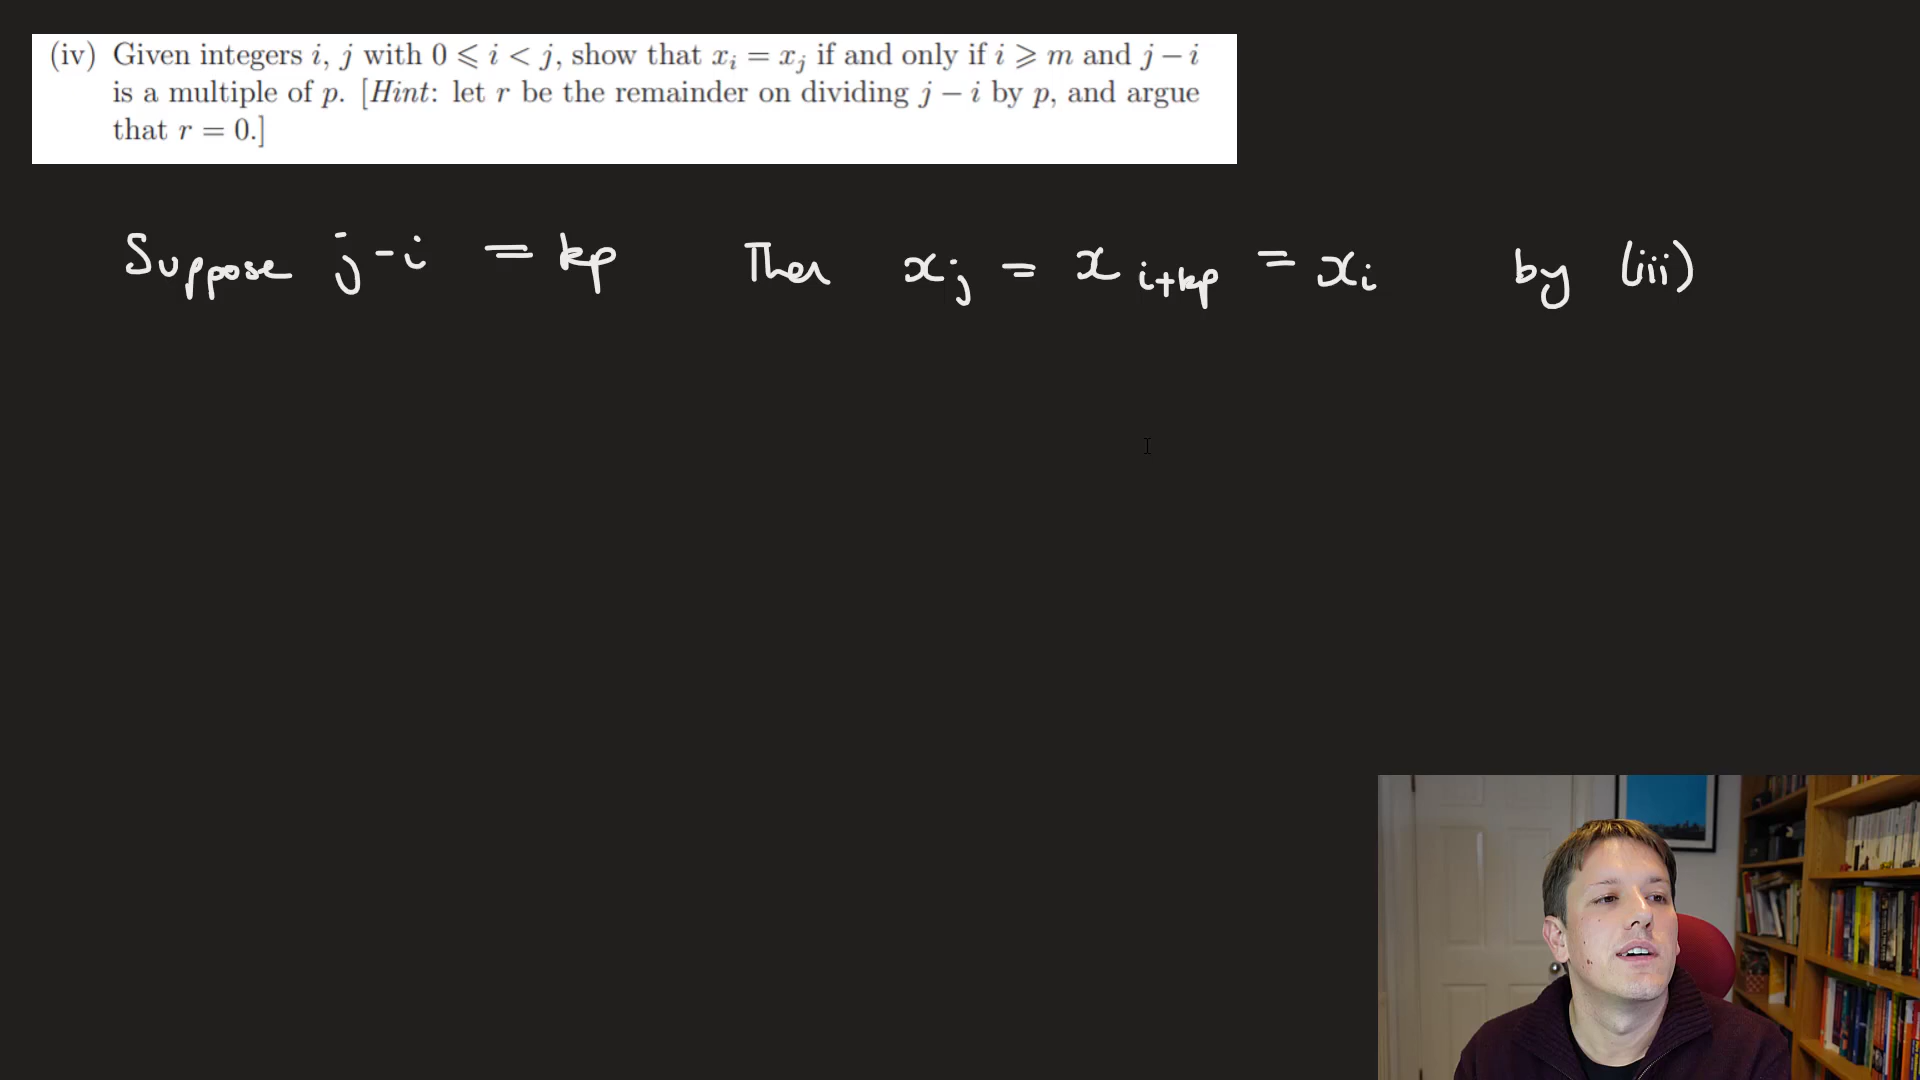 (iv) Given integers i, j with 0 ⩽ i < j, show that x_i = x_j if and only if i ⩾ m and j − i
is a multiple of p. [Hint: let r be the remainder on dividing j − i by p, and argue
that r = 0.]
Suppose j - i = kp Then x_j = x_{i+kp} = x_i by (iii)